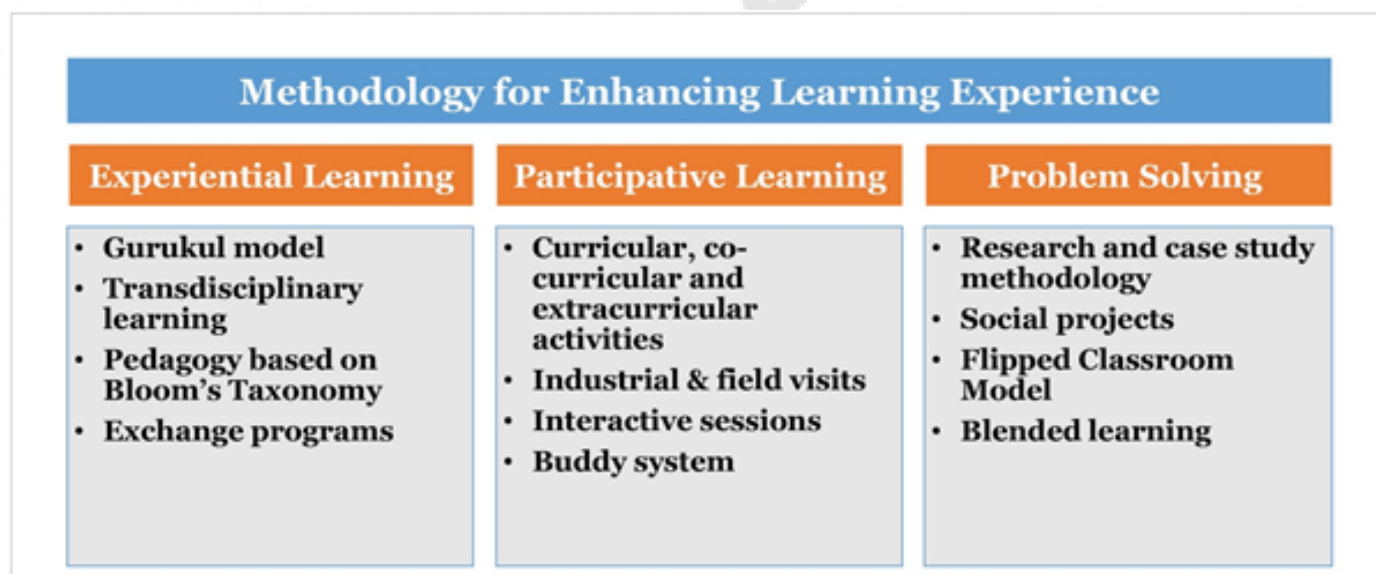 Methodology for Enhancing Learning Experience
Experiential Learning
• Gurukul model
• Transdisciplinary
learning
• Pedagogy based on
Bloom's Taxonomy
• Exchange programs
Participative Learning
• Curricular, co-
curricular and
extracurricular
activities
• Industrial & field visits
• Interactive sessions
• Buddy system
Problem Solving
• Research and case study
methodology
• Social projects
• Flipped Classroom
Model
• Blended learning